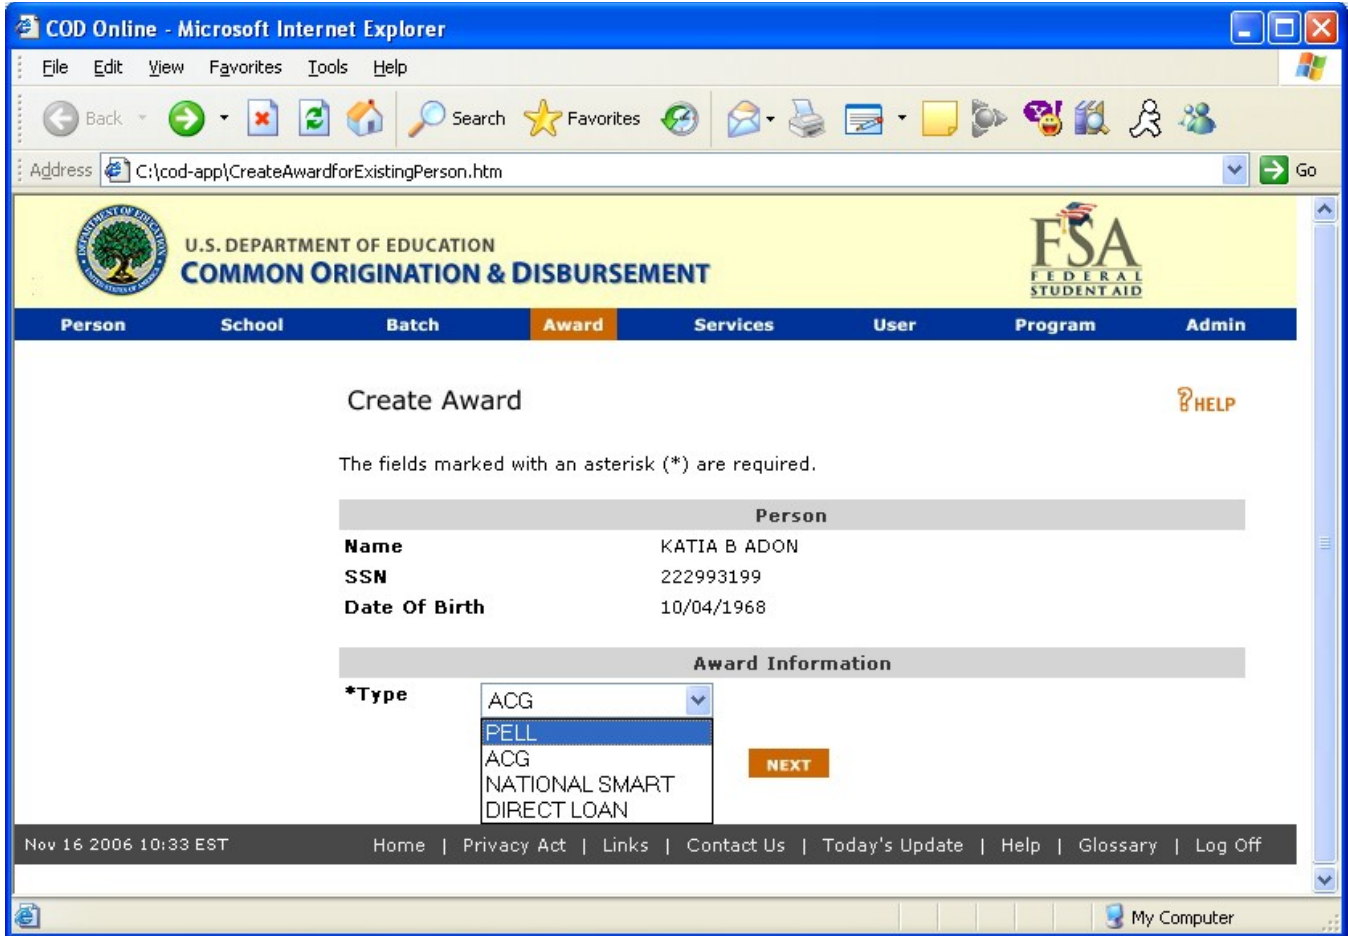 COD Online - Microsoft Internet Explorer
File Edit View Favorites Tools Help
Back Search Favorites
Address C:\cod-app\CreateAwardforExistingPerson.htm Go
U.S. DEPARTMENT OF EDUCATION
COMMON ORIGINATION & DISBURSEMENT
FSA
FEDERAL
STUDENT AID
Person School Batch Award Services User Program Admin
Create Award
HELP
The fields marked with an asterisk (*) are required.
Person
Name KATIA B ADON
SSN 222993199
Date Of Birth 10/04/1968
Award Information
*Type ACG
PELL
ACG
NATIONAL SMART
DIRECT LOAN
NEXT
Nov 16 2006 10:33 EST Home | Privacy Act | Links | Contact Us | Today's Update | Help | Glossary | Log Off
My Computer